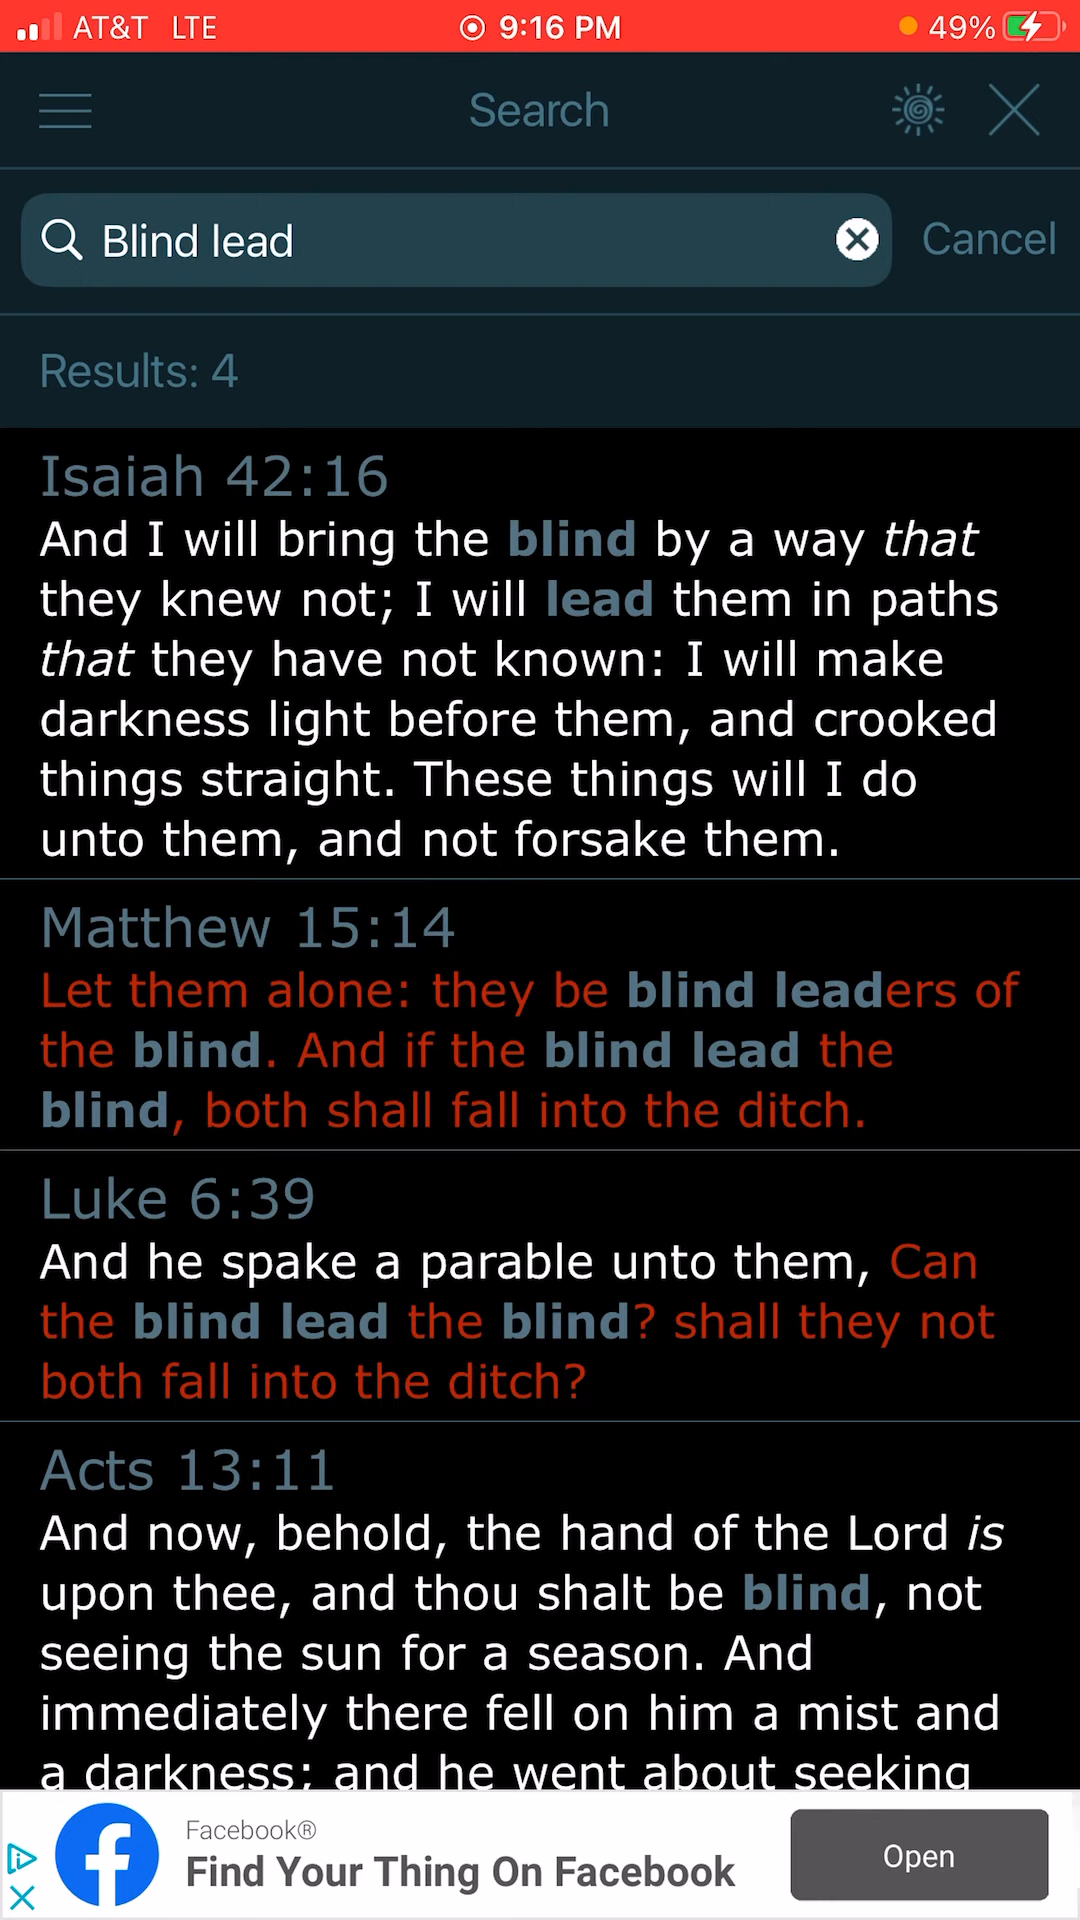 AT&T LTE 9:16 PM 49%
Search
Blind lead Cancel
Results: 4
Isaiah 42:16
And I will bring the blind by a way that
they knew not; I will lead them in paths
that they have not known: I will make
darkness light before them, and crooked
things straight. These things will I do
unto them, and not forsake them.
Matthew 15:14
Let them alone: they be blind leaders of
the blind. And if the blind lead the
blind, both shall fall into the ditch.
Luke 6:39
And he spake a parable unto them, Can
the blind lead the blind? shall they not
both fall into the ditch?
Acts 13:11
And now, behold, the hand of the Lord is
upon thee, and thou shalt be blind, not
seeing the sun for a season. And
immediately there fell on him a mist and
a darkness; and he went about seeking
Facebook®
Find Your Thing On Facebook
Open